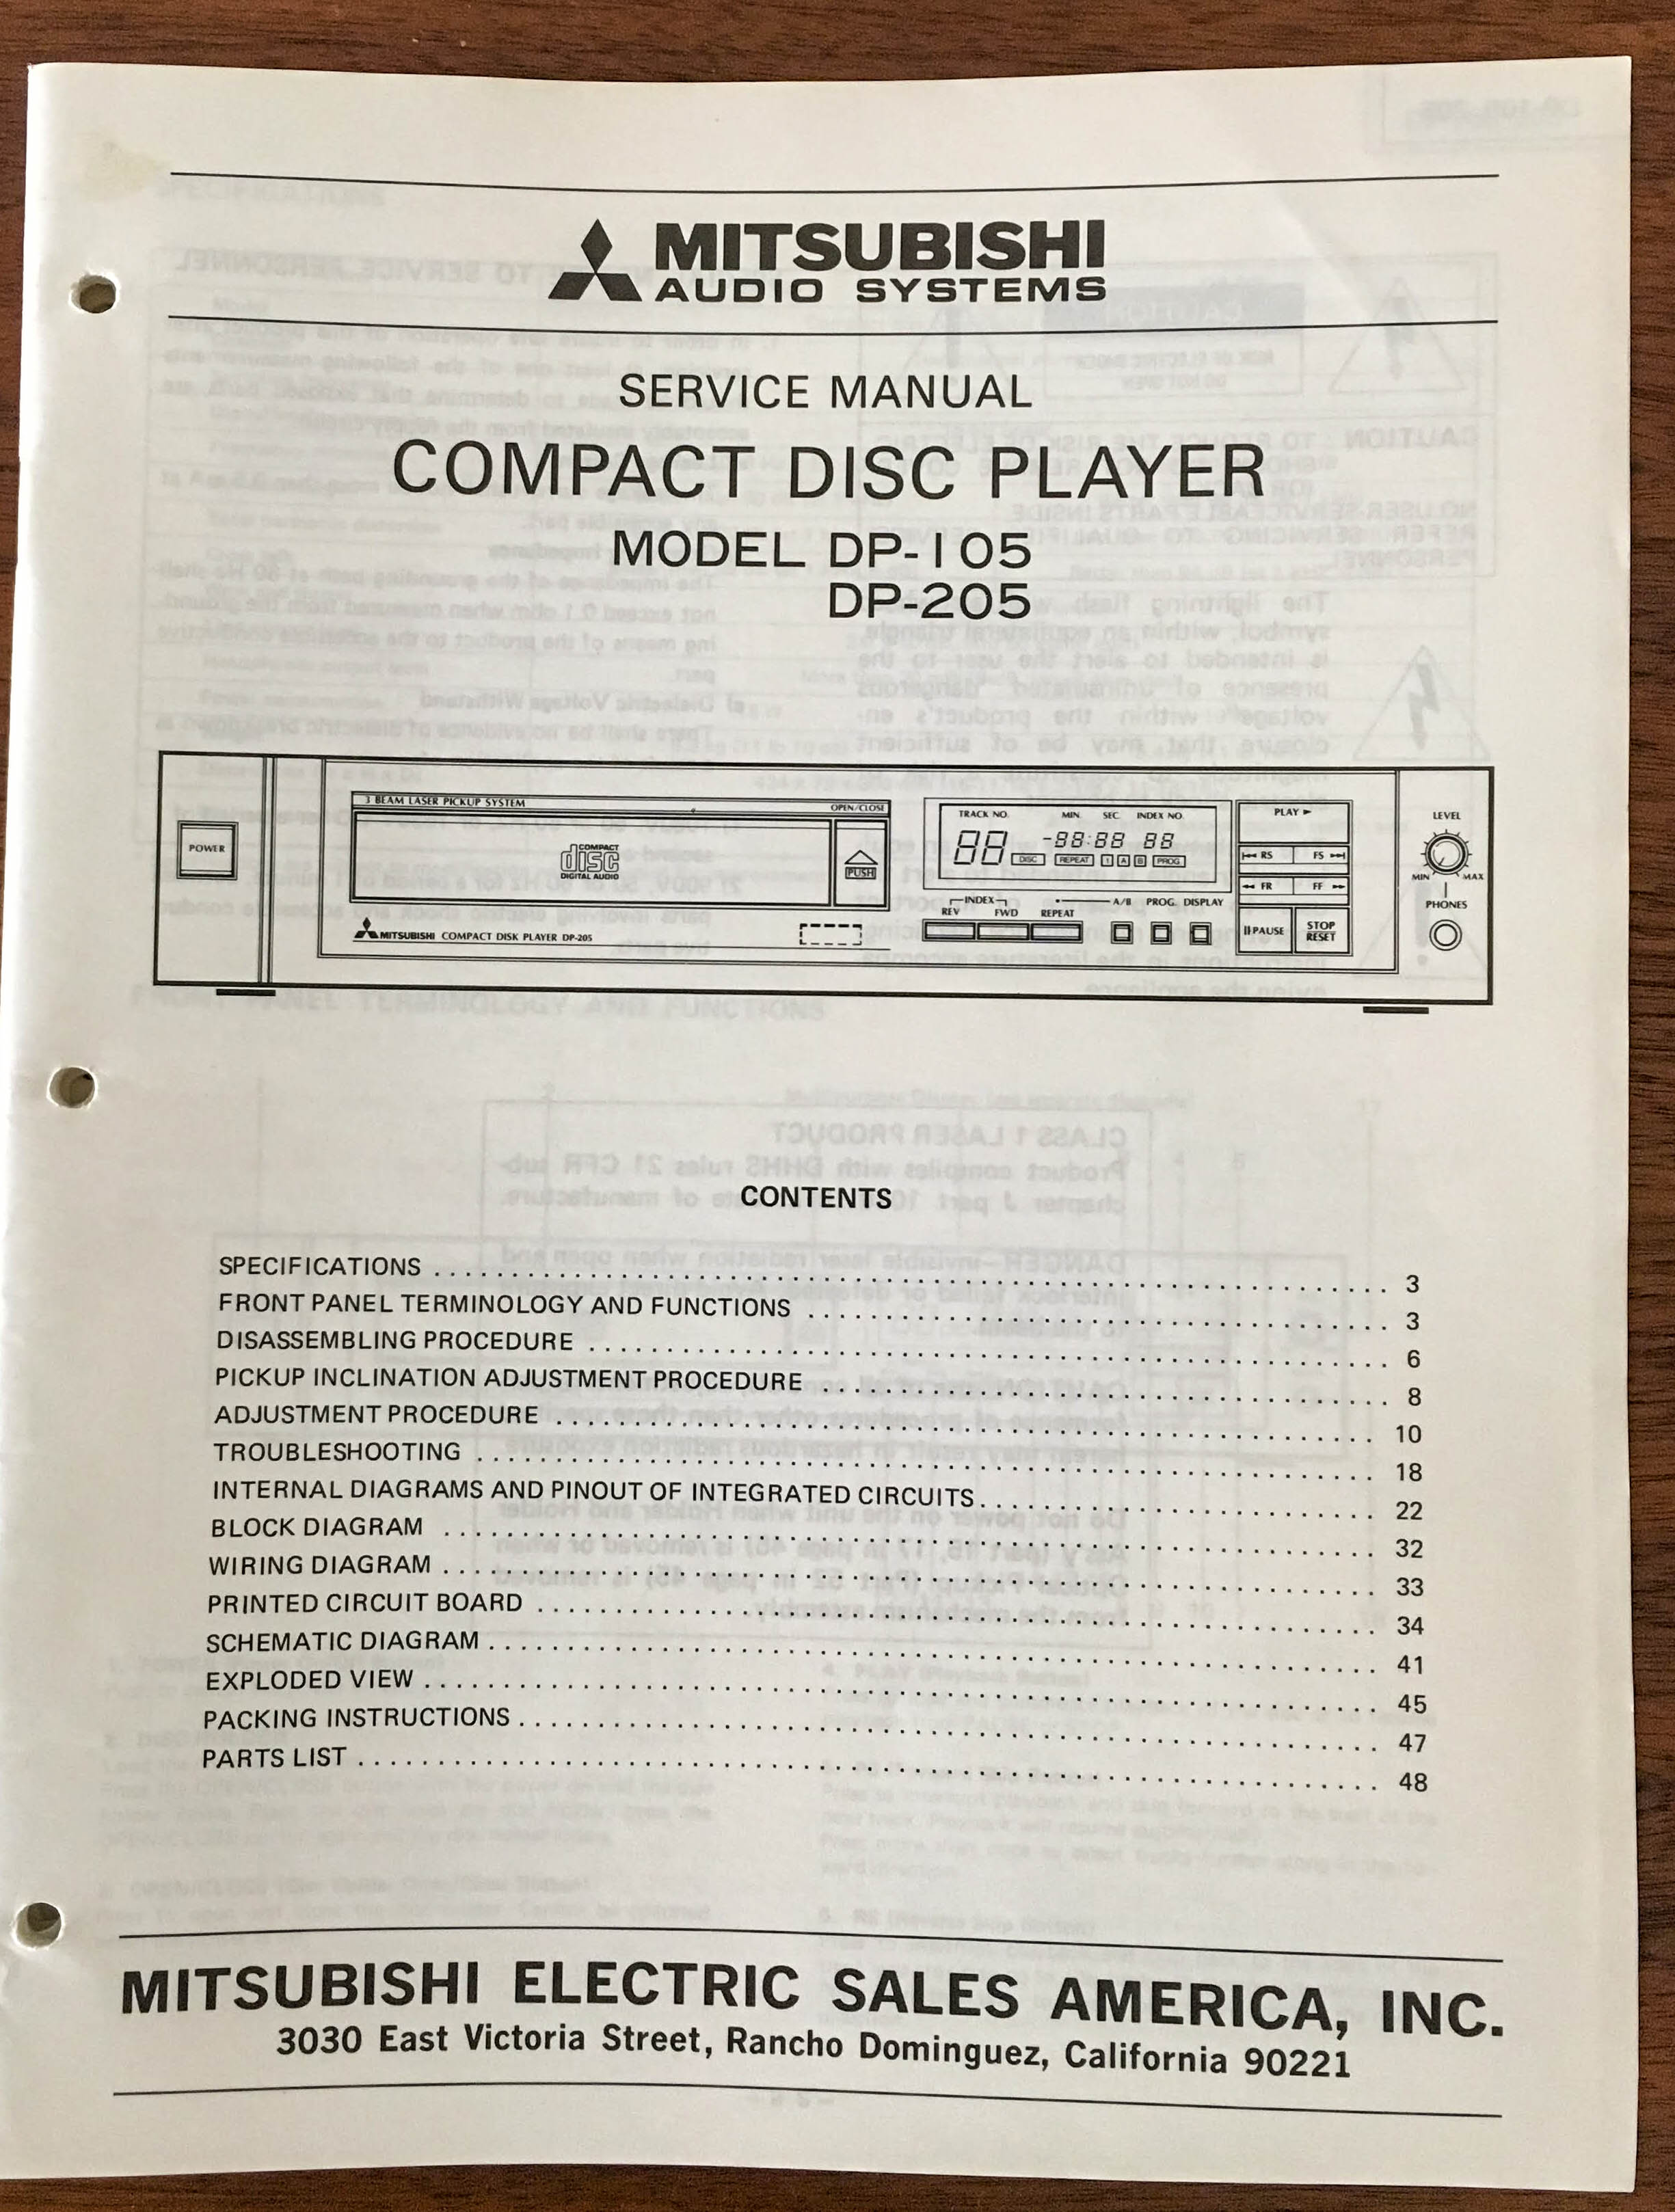 MITSUBISHI
AUDIO SYSTEMS
SERVICE MANUAL
COMPACT DISC PLAYER
MODEL DP-105
DP-205
3 BEAM LASER PICKUP SYSTEM
OPEN/CLOSE
POWER
COMPACT
disc
DIGITAL AUDIO
PUSH
MITSUBISHI COMPACT DISK PLAYER DP-205
TRACK NO. MIN. SEC. INDEX NO.
88 -88:88 88
DISC REPEAT 1 A B PROG.
INDEX
REV FWD REPEAT A/B PROG. DISPLAY
PLAY ►
|◄◄ RS FS ►►|
◄◄ FR FF ►►
II PAUSE STOP
RESET
LEVEL
MIN MAX
PHONES
CONTENTS
SPECIFICATIONS . . . . . . . . . . 3
FRONT PANEL TERMINOLOGY AND FUNCTIONS . . . . . . . . . . 3
DISASSEMBLING PROCEDURE . . . . . . . . . . 6
PICKUP INCLINATION ADJUSTMENT PROCEDURE . . . . . . . . . . 8
ADJUSTMENT PROCEDURE . . . . . . . . . . 10
TROUBLESHOOTING . . . . . . . . . . 18
INTERNAL DIAGRAMS AND PINOUT OF INTEGRATED CIRCUITS. . . . . . . . . . 22
BLOCK DIAGRAM . . . . . . . . . . 32
WIRING DIAGRAM . . . . . . . . . . 33
PRINTED CIRCUIT BOARD . . . . . . . . . . 34
SCHEMATIC DIAGRAM . . . . . . . . . . 41
EXPLODED VIEW . . . . . . . . . . 45
PACKING INSTRUCTIONS . . . . . . . . . . 47
PARTS LIST . . . . . . . . . . 48
MITSUBISHI ELECTRIC SALES AMERICA, INC.
3030 East Victoria Street, Rancho Dominguez, California 90221